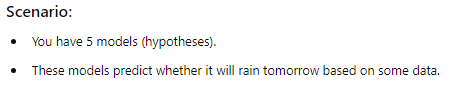 Scenario:
• You have 5 models (hypotheses).
• These models predict whether it will rain tomorrow based on some data.